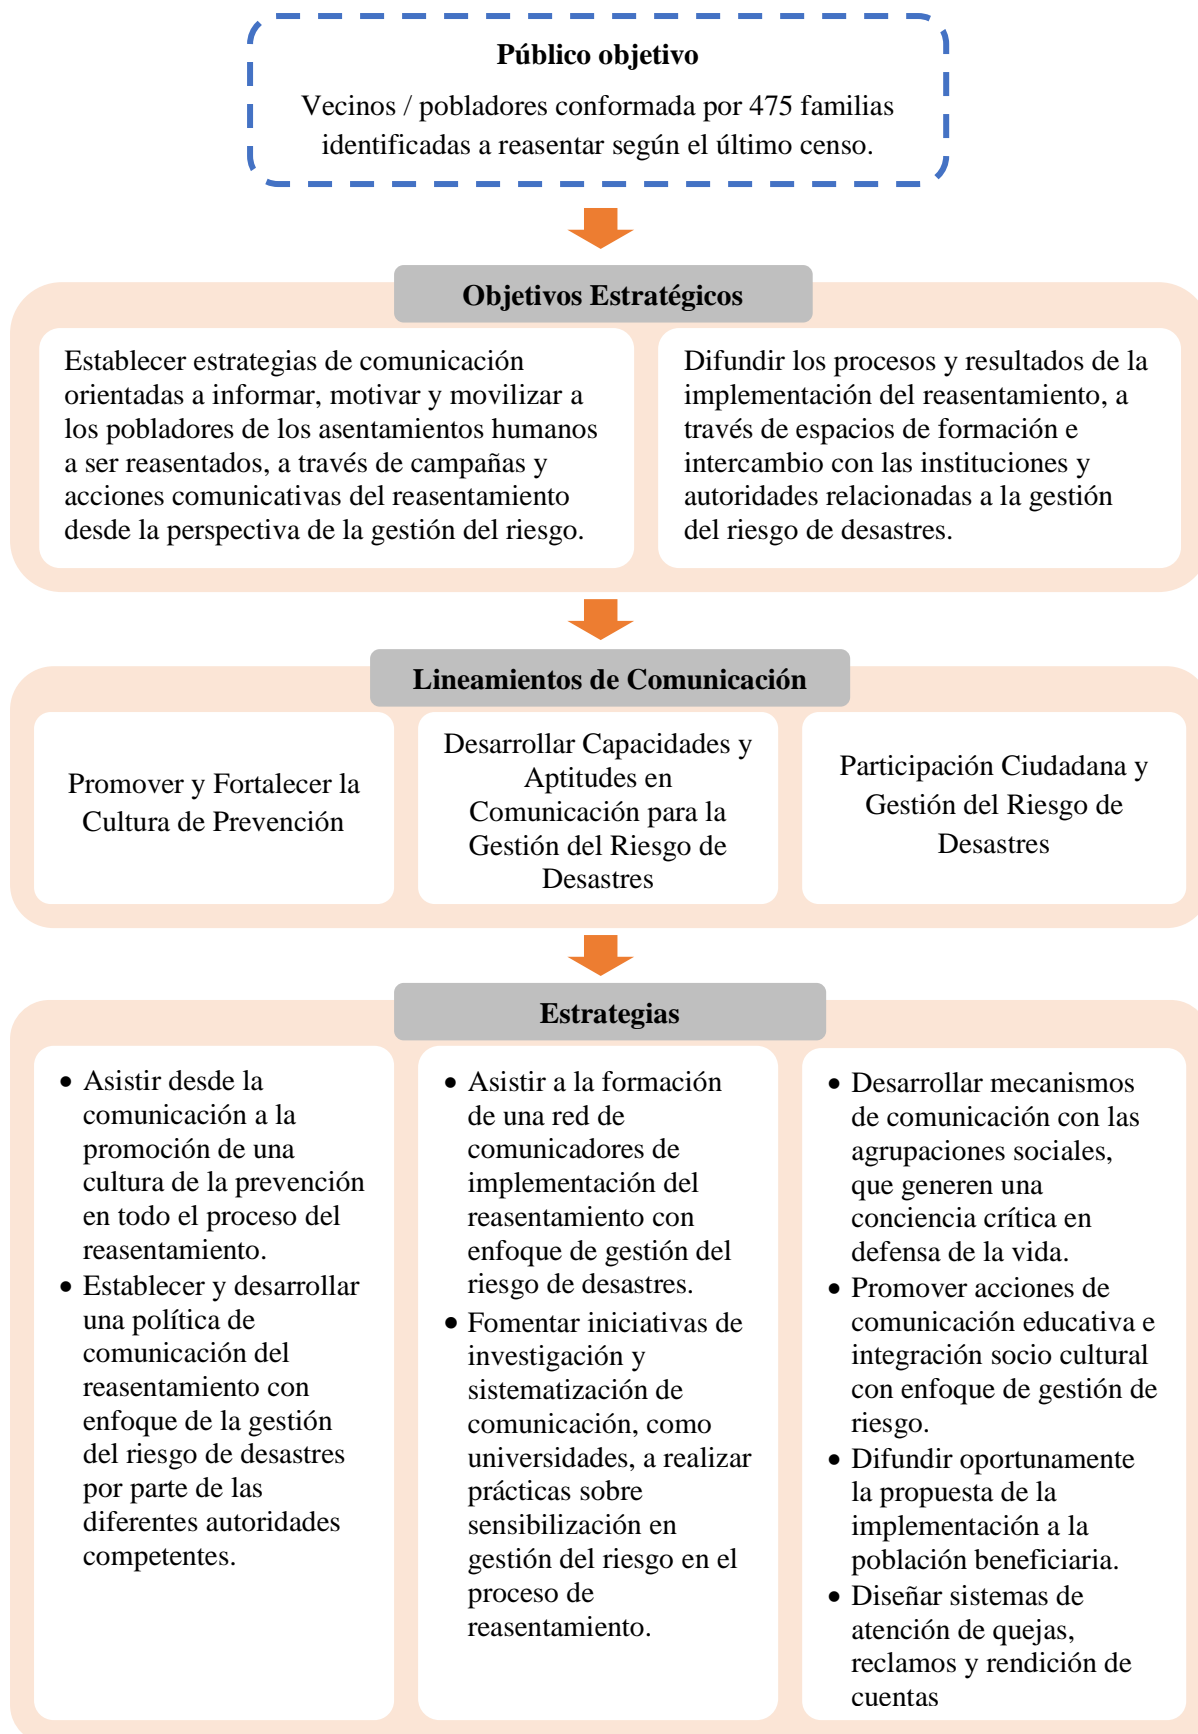 Público objetivo
Vecinos / pobladores conformada por 475 familias
identificadas a reasentar según el último censo.
Objetivos Estratégicos
Establecer estrategias de comunicación
orientadas a informar, motivar y movilizar a
los pobladores de los asentamientos humanos
a ser reasentados, a través de campañas y
acciones comunicativas del reasentamiento
desde la perspectiva de la gestión del riesgo.
Difundir los procesos y resultados de la
implementación del reasentamiento, a
través de espacios de formación e
intercambio con las instituciones y
autoridades relacionadas a la gestión
del riesgo de desastres.
Lineamientos de Comunicación
Promover y Fortalecer la
Cultura de Prevención
Desarrollar Capacidades y
Aptitudes en
Comunicación para la
Gestión del Riesgo de
Desastres
Participación Ciudadana y
Gestión del Riesgo de
Desastres
Estrategias
• Asistir desde la
comunicación a la
promoción de una
cultura de la prevención
en todo el proceso del
reasentamiento.
• Establecer y desarrollar
una política de
comunicación del
reasentamiento con
enfoque de la gestión
del riesgo de desastres
por parte de las
diferentes autoridades
competentes.
• Asistir a la formación
de una red de
comunicadores de
implementación del
reasentamiento con
enfoque de gestión del
riesgo de desastres.
• Fomentar iniciativas de
investigación y
sistematización de
comunicación, como
universidades, a realizar
prácticas sobre
sensibilización en
gestión del riesgo en el
proceso de
reasentamiento.
• Desarrollar mecanismos
de comunicación con las
agrupaciones sociales,
que generen una
conciencia crítica en
defensa de la vida.
• Promover acciones de
comunicación educativa e
integración socio cultural
con enfoque de gestión de
riesgo.
• Difundir oportunamente
la propuesta de la
implementación a la
población beneficiaria.
• Diseñar sistemas de
atención de quejas,
reclamos y rendición de
cuentas